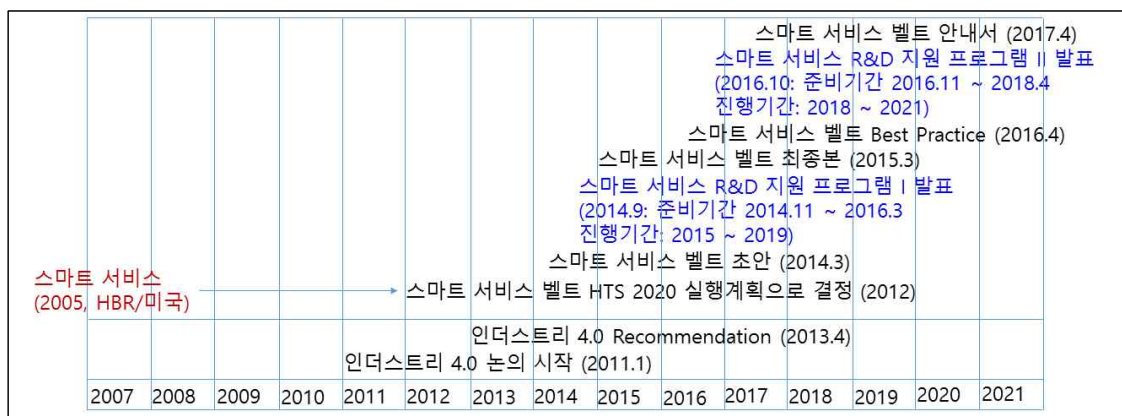 스마트 서비스 벨트 안내서 (2017.4)
스마트 서비스 R&D 지원 프로그램 II 발표
(2016.10: 준비기간 2016.11 ~ 2018.4
진행기간: 2018 ~ 2021)
스마트 서비스 벨트 Best Practice (2016.4)
스마트 서비스 벨트 최종본 (2015.3)
스마트 서비스 R&D 지원 프로그램 I 발표
(2014.9: 준비기간 2014.11 ~ 2016.3
진행기간: 2015 ~ 2019)
스마트 서비스 벨트 초안 (2014.3)
스마트 서비스
(2005, HBR/미국)
스마트 서비스 벨트 HTS 2020 실행계획으로 결정 (2012)
인더스트리 4.0 Recommendation (2013.4)
인더스트리 4.0 논의 시작 (2011.1)
2007 2008 2009 2010 2011 2012 2013 2014 2015 2016 2017 2018 2019 2020 2021